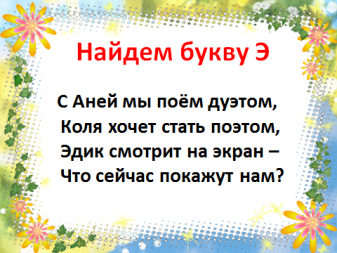 Найдем букву Э
С Аней мы поём дуэтом,
Коля хочет стать поэтом,
Эдик смотрит на экран –
Что сейчас покажут нам?